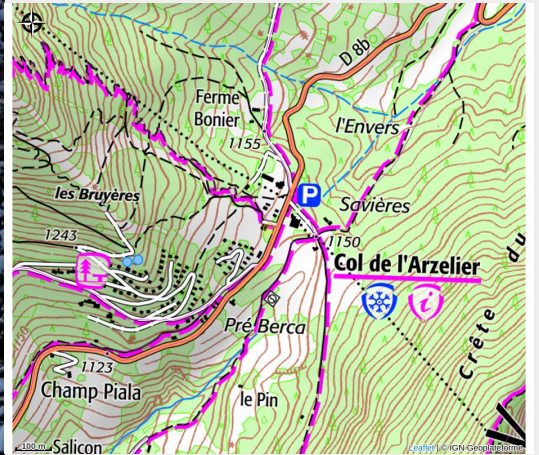 D 8b
Ferme
Bonier
l'Envers
1155
P
les Bruyères
Savières
1243
1150
Col de l'Arzelier
du
i
Pré Berca
Crête
1123
Champ Piala
le Pin
Salicon
100 m
Leaflet | © IGN Geoplateforme